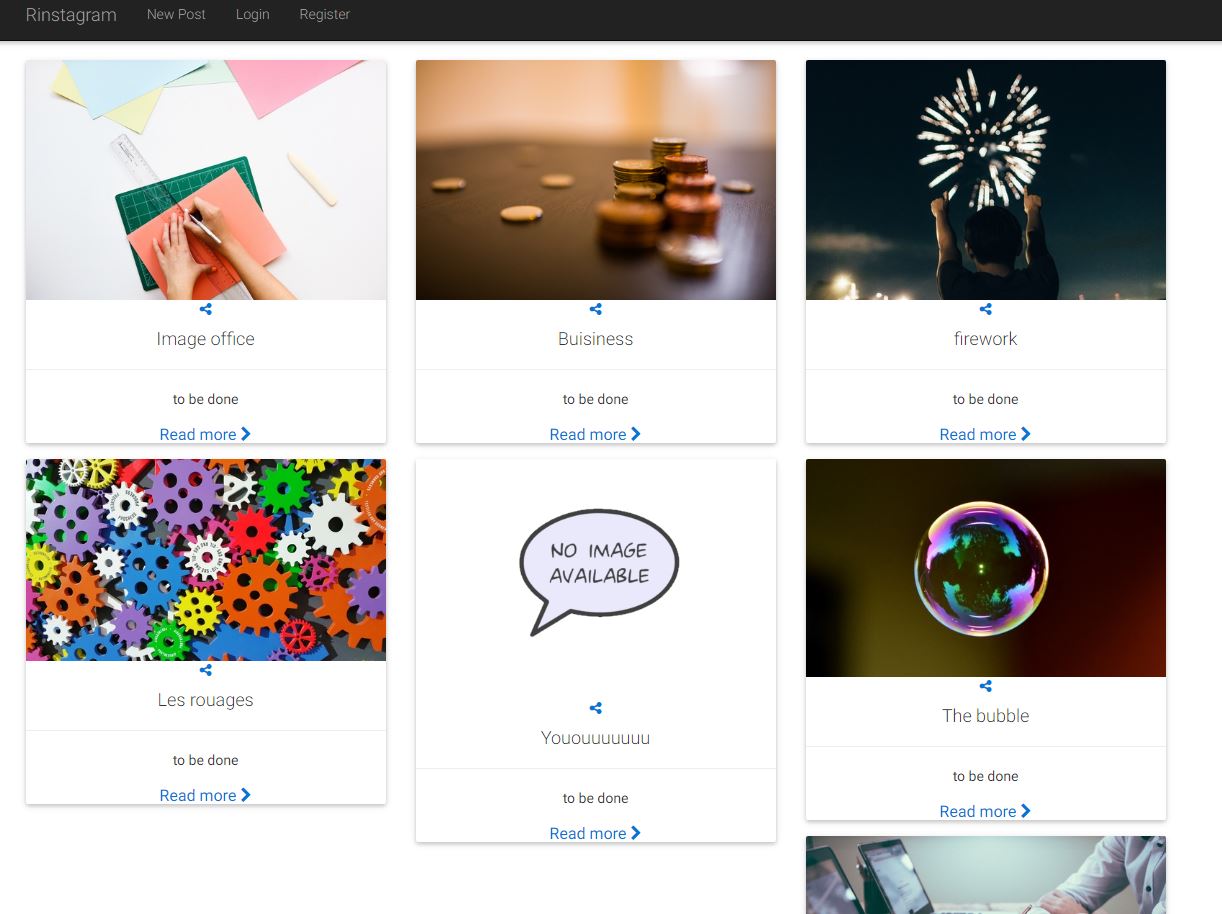 Rinstagram New Post Login Register
Image office
to be done
Read more
Buisiness
to be done
Read more
firework
to be done
Read more
Les rouages
to be done
Read more
NO IMAGE
AVAILABLE
Yououuuuuuu
to be done
Read more
The bubble
to be done
Read more